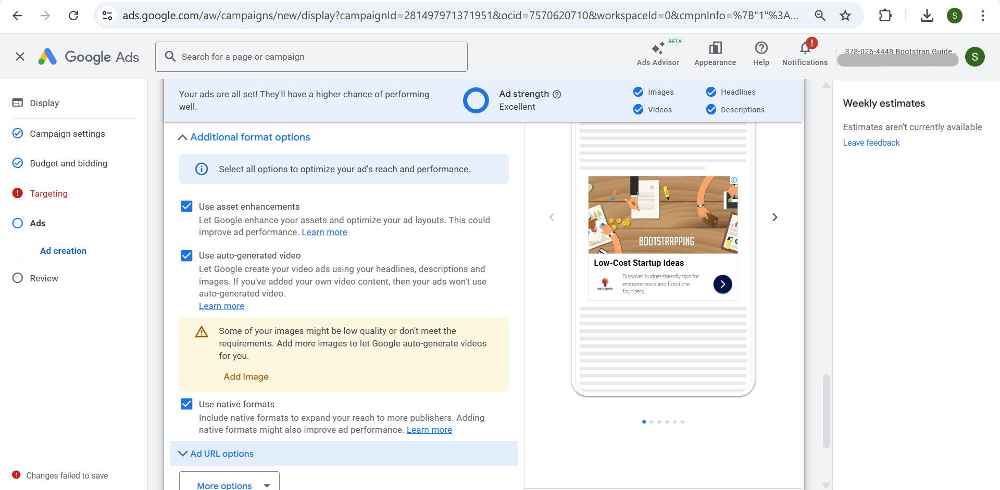 ads.google.com/aw/campaigns/new/display?campaignId=281497971371951&ocid=7570620710&workspaceId=0&cmpnInfo=%7B"1"%3A...
S
Google Ads
Search for a page or campaign
BETA
Ads Advisor
Appearance
Help
Notifications
378-026-4448 Bootstrap Guide...
S
Display
Campaign settings
Budget and bidding
Targeting
Ads
Ad creation
Review
Changes failed to save
Your ads are all set! They'll have a higher chance of performing
well.
Ad strength
Excellent
Images
Headlines
Videos
Descriptions
Additional format options
Select all options to optimize your ad's reach and performance.
Use asset enhancements
Let Google enhance your assets and optimize your ad layouts. This could
improve ad performance. Learn more
Use auto-generated video
Let Google create your video ads using your headlines, descriptions and
images. If you've added your own video content, then your ads won't use
auto-generated video.
Learn more
Some of your images might be low quality or don't meet the
requirements. Add more images to let Google auto-generate videos
for you.
Add Image
Use native formats
Include native formats to expand your reach to more publishers. Adding
native formats might also improve ad performance. Learn more
Ad URL options
More options
BOOTSTRAPPING
Low-Cost Startup Ideas
BOOTSTRAPPING
Discover budget-friendly tips for
entrepreneurs and first-time
founders.
Weekly estimates
Estimates aren't currently available
Leave feedback